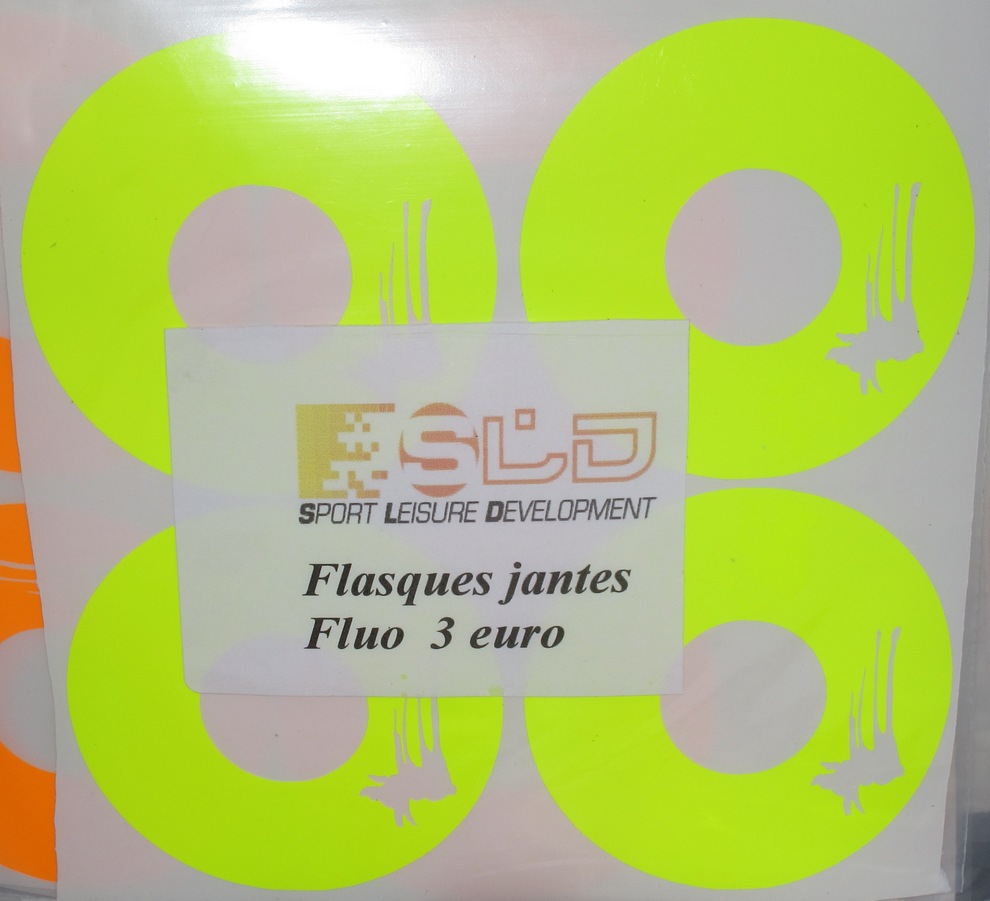 SLD
SPORT LEISURE DEVELOPMENT
Flasques jantes
Fluo 3 euro